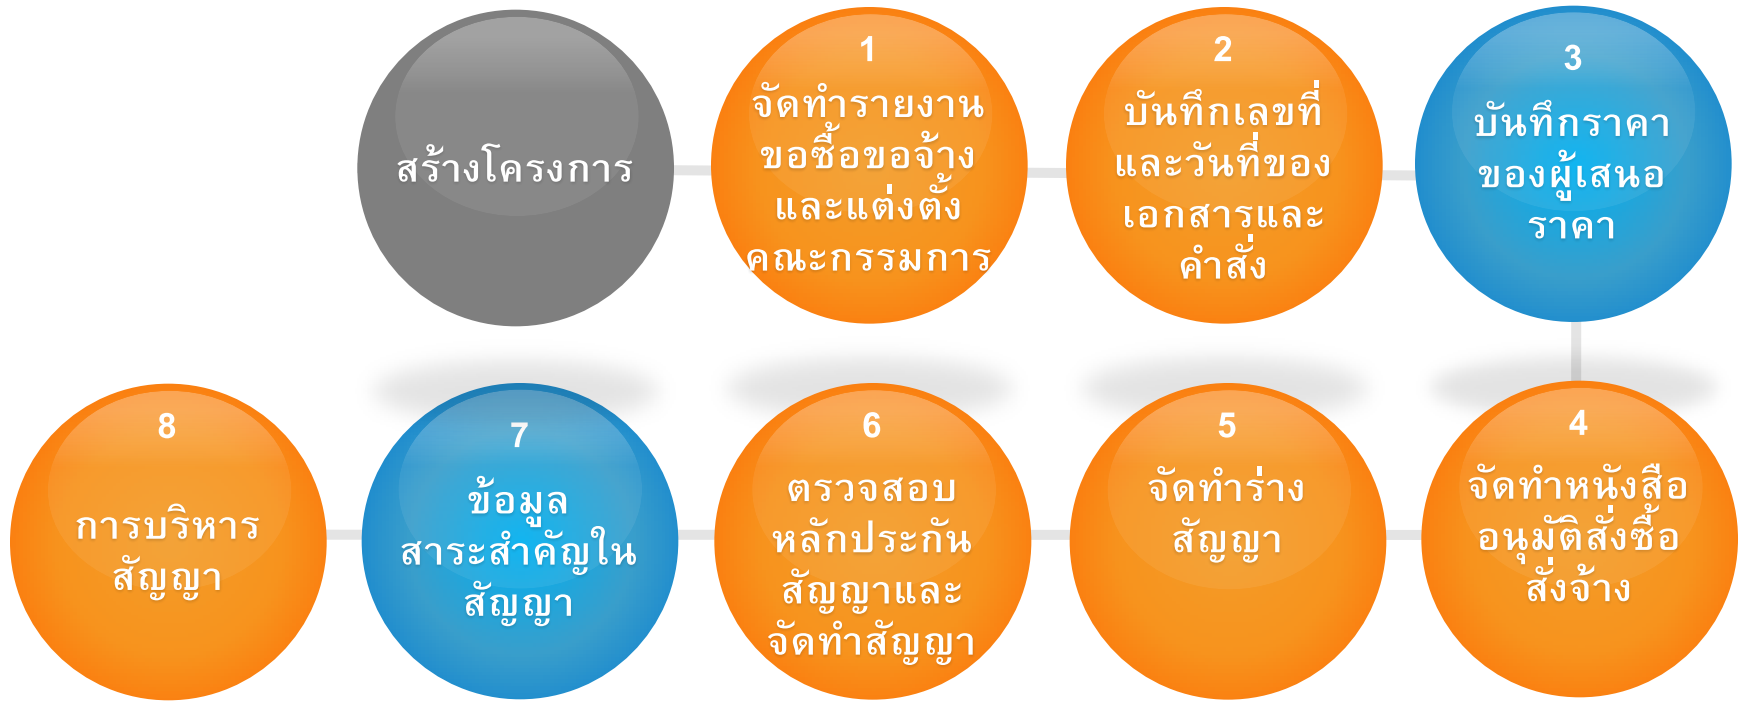 สร้างโครงการ
1
จัดทำรายงาน
ขอซื้อขอจ้าง
และแต่งตั้ง
คณะกรรมการ
2
บันทึกเลขที่
และวันที่ของ
เอกสารและ
คำสั่ง
3
บันทึกราคา
ของผู้เสนอ
ราคา
4
จัดทำหนังสือ
อนุมัติสั่งซื้อ
สั่งจ้าง
5
จัดทำร่าง
สัญญา
6
ตรวจสอบ
หลักประกัน
สัญญาและ
จัดทำสัญญา
7
ข้อมูล
สาระสำคัญใน
สัญญา
8
การบริหาร
สัญญา